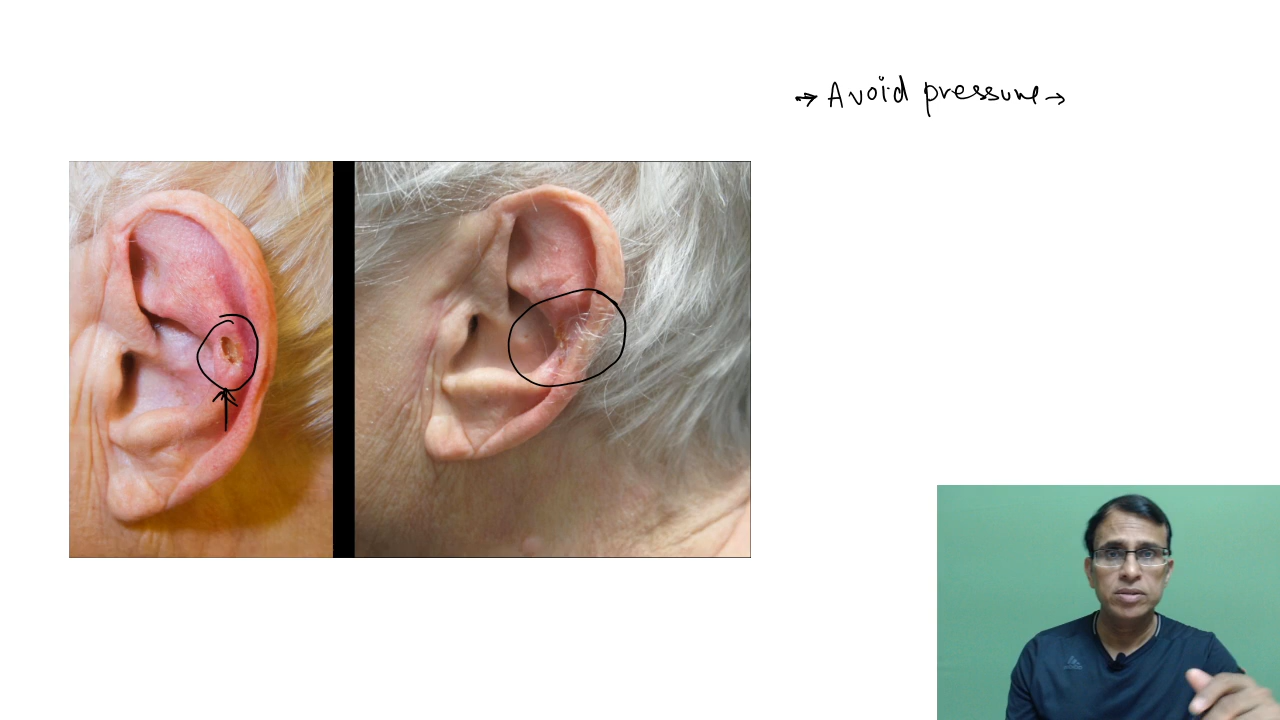 → Avoid pressure →